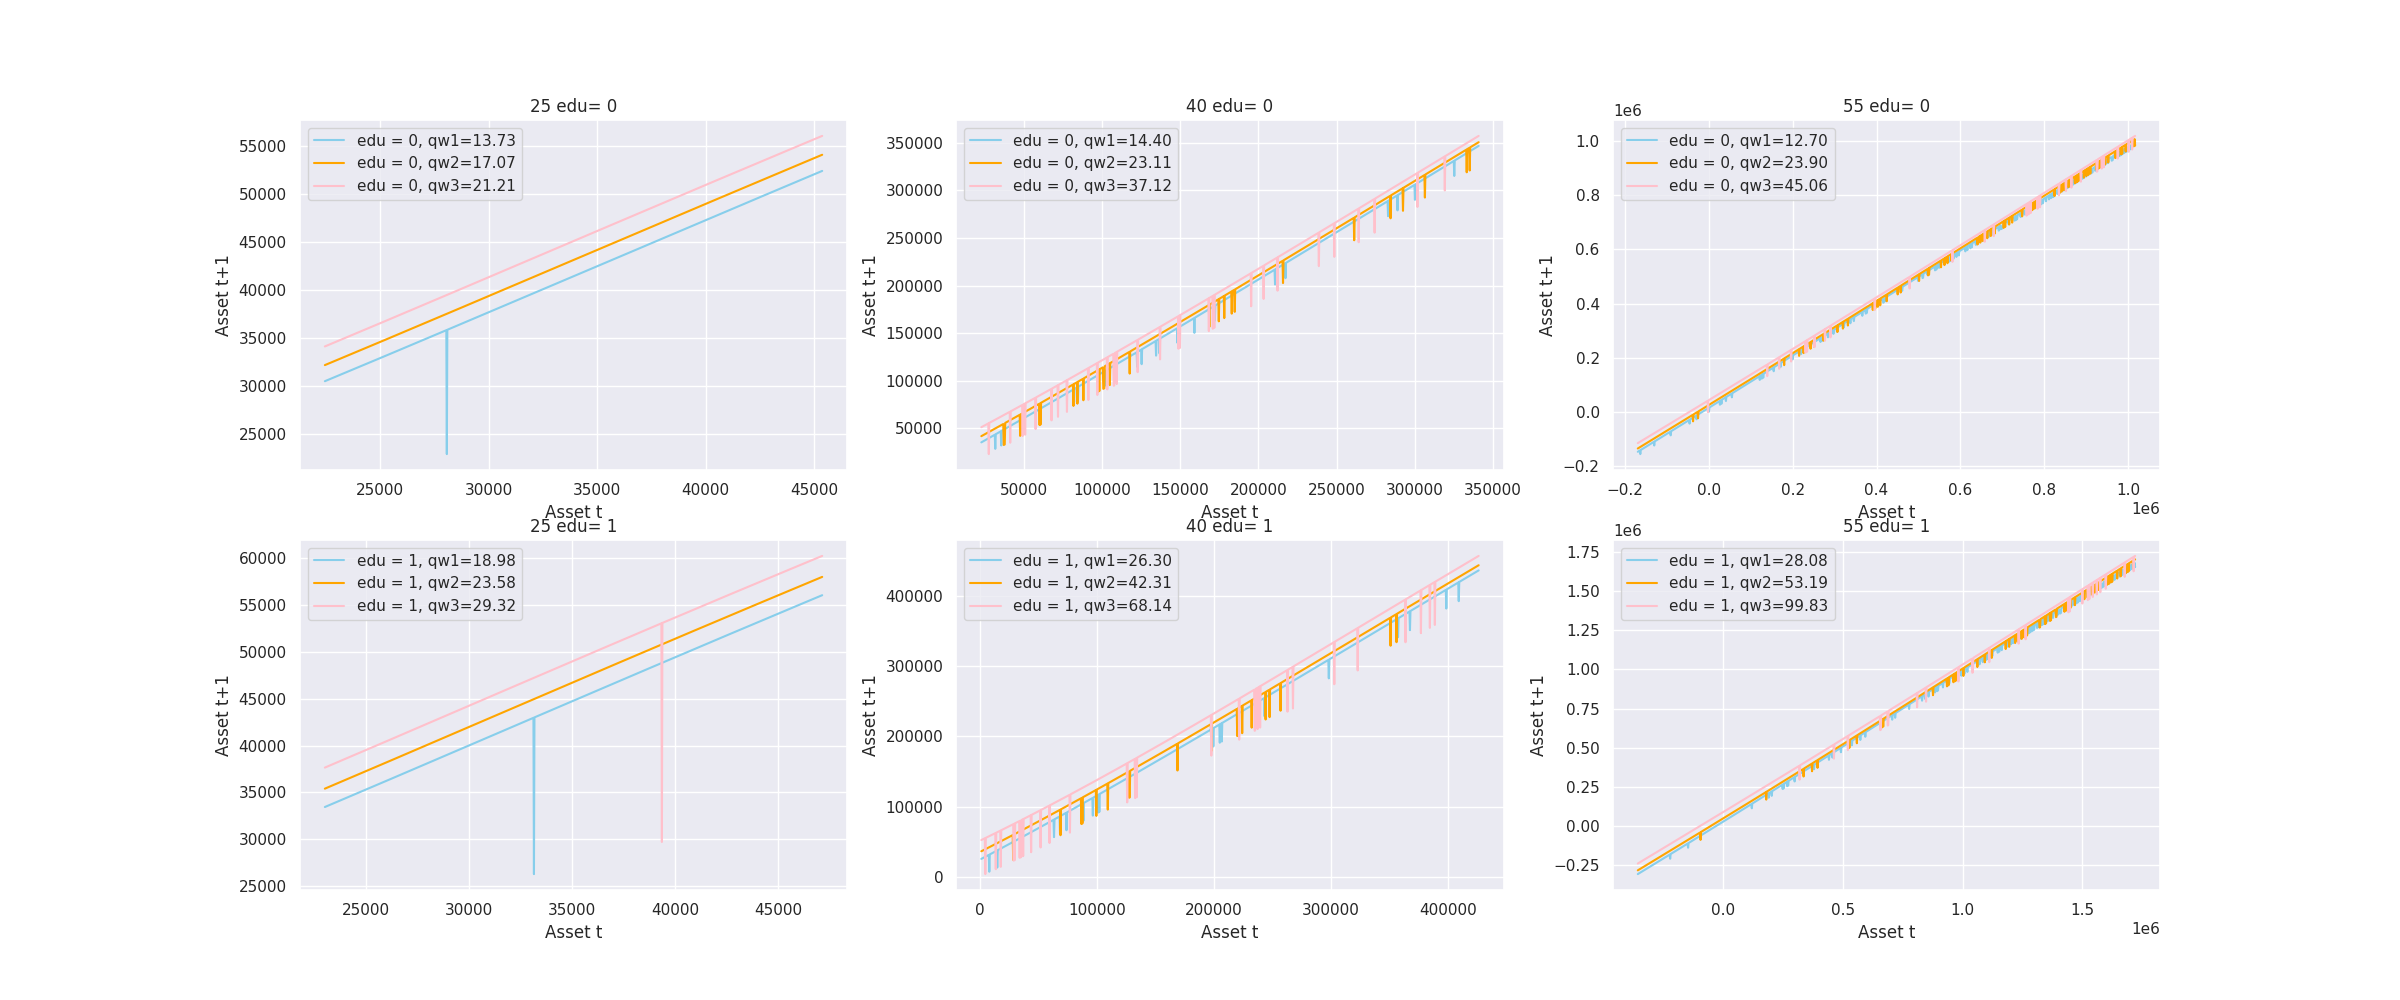 25 edu= 0
55000
50000
45000
40000
35000
30000
25000
Asset t+1
edu = 0, qw1=13.73
edu = 0, qw2=17.07
edu = 0, qw3=21.21
25000 30000 35000 40000 45000
Asset t
40 edu= 0
350000
300000
250000
200000
150000
100000
50000
Asset t+1
edu = 0, qw1=14.40
edu = 0, qw2=23.11
edu = 0, qw3=37.12
50000 100000 150000 200000 250000 300000 350000
Asset t
55 edu= 0
1e6
1.0
0.8
0.6
0.4
0.2
0.0
−0.2
Asset t+1
edu = 0, qw1=12.70
edu = 0, qw2=23.90
edu = 0, qw3=45.06
−0.2 0.0 0.2 0.4 0.6 0.8 1.0
1e6
Asset t
25 edu= 1
60000
55000
50000
45000
40000
35000
30000
25000
Asset t+1
edu = 1, qw1=18.98
edu = 1, qw2=23.58
edu = 1, qw3=29.32
25000 30000 35000 40000 45000
Asset t
40 edu= 1
400000
300000
200000
100000
0
Asset t+1
edu = 1, qw1=26.30
edu = 1, qw2=42.31
edu = 1, qw3=68.14
0 100000 200000 300000 400000
Asset t
55 edu= 1
1e6
1.75
1.50
1.25
1.00
0.75
0.50
0.25
0.00
−0.25
Asset t+1
edu = 1, qw1=28.08
edu = 1, qw2=53.19
edu = 1, qw3=99.83
0.0 0.5 1.0 1.5
1e6
Asset t